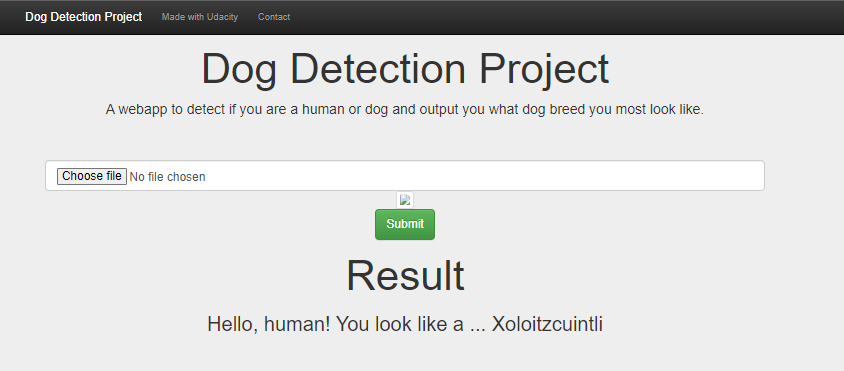 Dog Detection Project Made with Udacity Contact
Dog Detection Project
A webapp to detect if you are a human or dog and output you what dog breed you most look like.
Choose file No file chosen
Submit
Result
Hello, human! You look like a ... Xoloitzcuintli